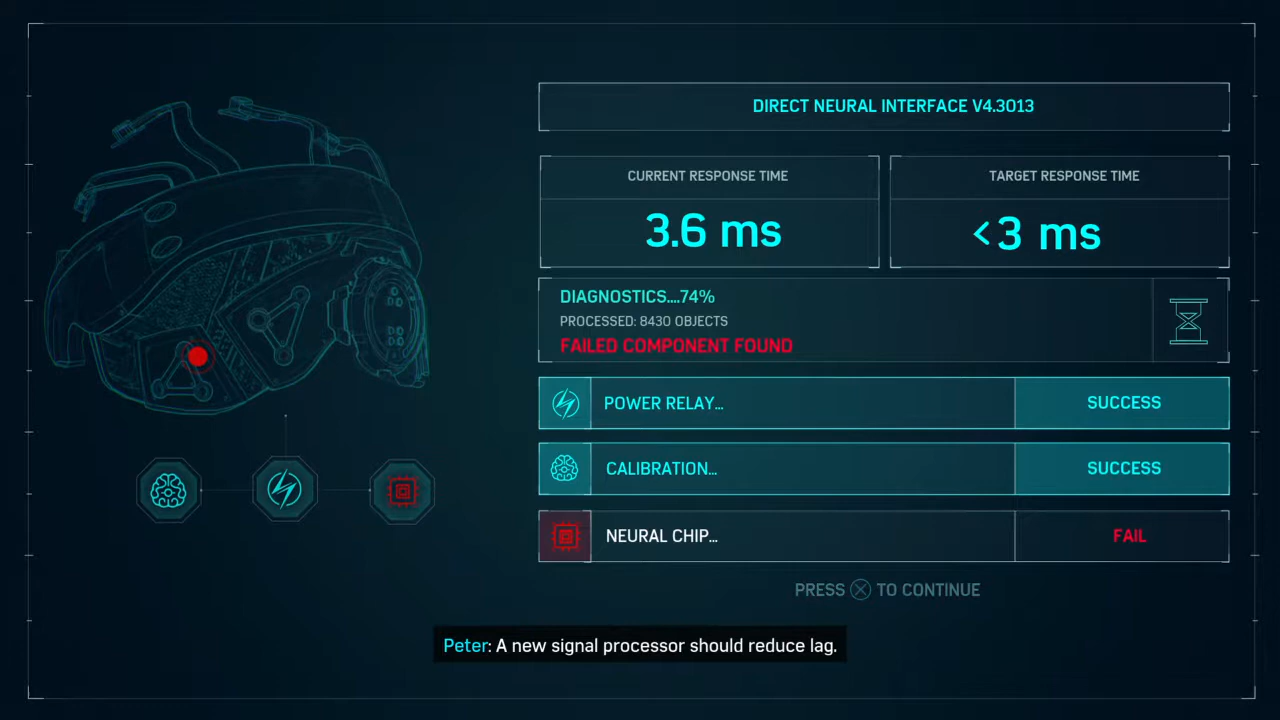 DIRECT NEURAL INTERFACE V4.3013
CURRENT RESPONSE TIME
3.6 ms
TARGET RESPONSE TIME
<3 ms
DIAGNOSTICS....74%
PROCESSED: 8430 OBJECTS
FAILED COMPONENT FOUND
POWER RELAY...
SUCCESS
CALIBRATION...
SUCCESS
NEURAL CHIP...
FAIL
PRESS ⓧ TO CONTINUE
Peter: A new signal processor should reduce lag.